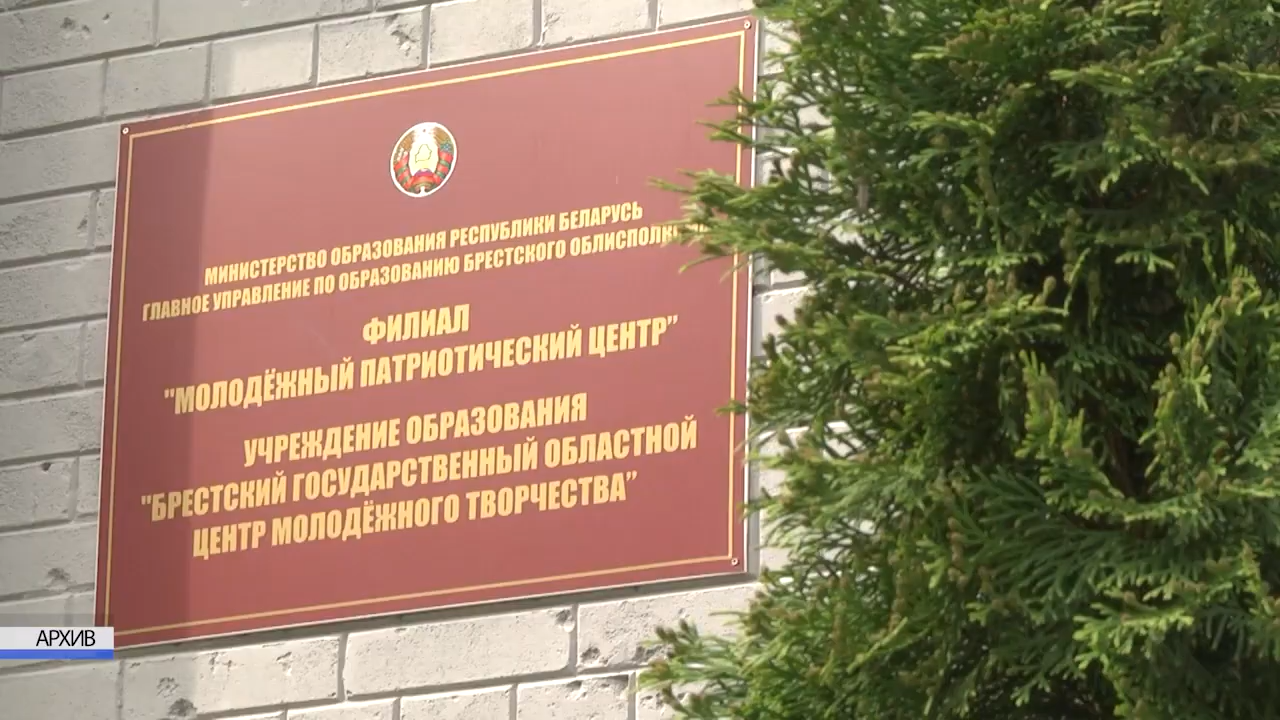 МИНИСТЕРСТВО ОБРАЗОВАНИЯ РЕСПУБЛИКИ БЕЛАРУСЬ
ГЛАВНОЕ УПРАВЛЕНИЕ ПО ОБРАЗОВАНИЮ БРЕСТСКОГО
ФИЛИАЛ
"МОЛОДЁЖНЫЙ ПАТРИОТИЧЕСКИЙ ЦЕНТР”
УЧРЕЖДЕНИЕ ОБРАЗОВАНИЯ
"БРЕСТСКИЙ ГОСУДАРСТВЕННЫЙ ОБЛАСТНОЙ
ЦЕНТР МОЛОДЁЖНОГО ТВОРЧЕСТВА”
АРХИВ